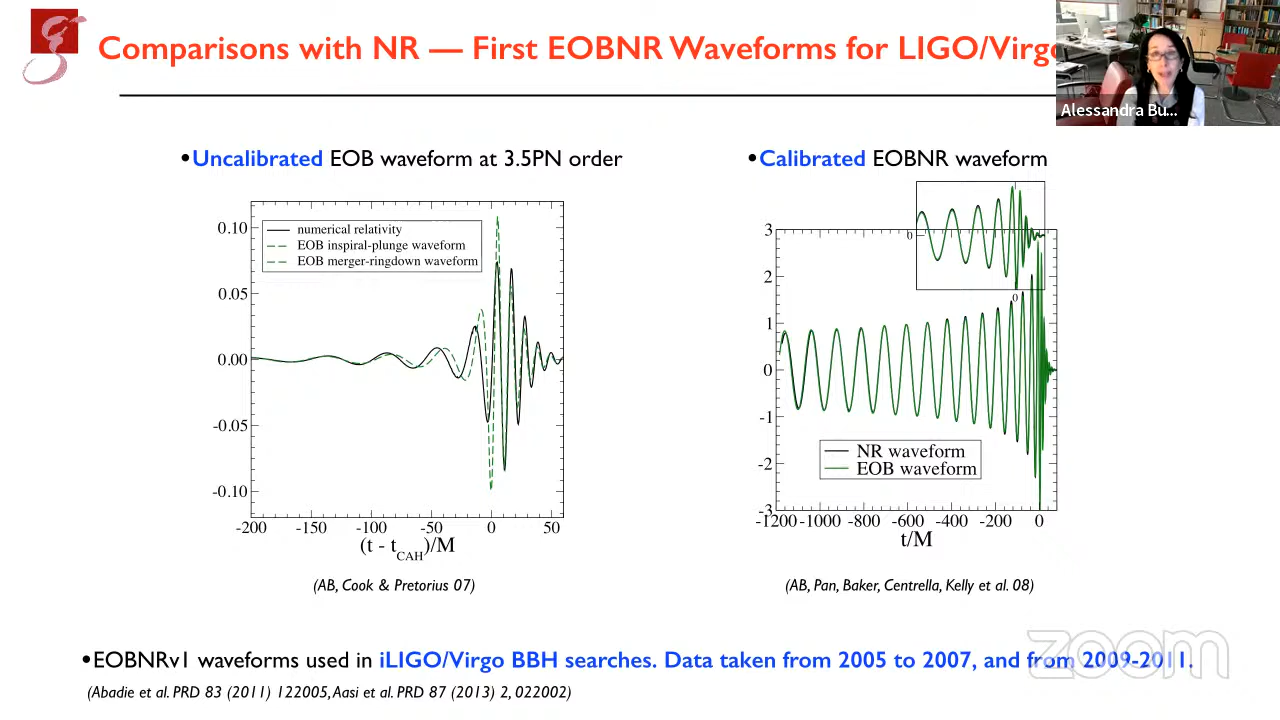 Comparisons with NR — First EOBNR Waveforms for LIGO/Virgo
Alessandra Bu...
•Uncalibrated EOB waveform at 3.5PN order
•Calibrated EOBNR waveform
numerical relativity
EOB inspiral-plunge waveform
EOB merger-ringdown waveform
0.10
0.05
0.00
-0.05
-0.10
-200 -150 -100 -50 0 50
(t - tCAH)/M
0
0
3
2
1
0
-1
-2
-3
NR waveform
EOB waveform
-1200 -1000 -800 -600 -400 -200 0
t/M
(AB, Cook & Pretorius 07)
(AB, Pan, Baker, Centrella, Kelly et al. 08)
zoom
•EOBNRv1 waveforms used in iLIGO/Virgo BBH searches. Data taken from 2005 to 2007, and from 2009-2011.
(Abadie et al. PRD 83 (2011) 122005, Aasi et al. PRD 87 (2013) 2, 022002)